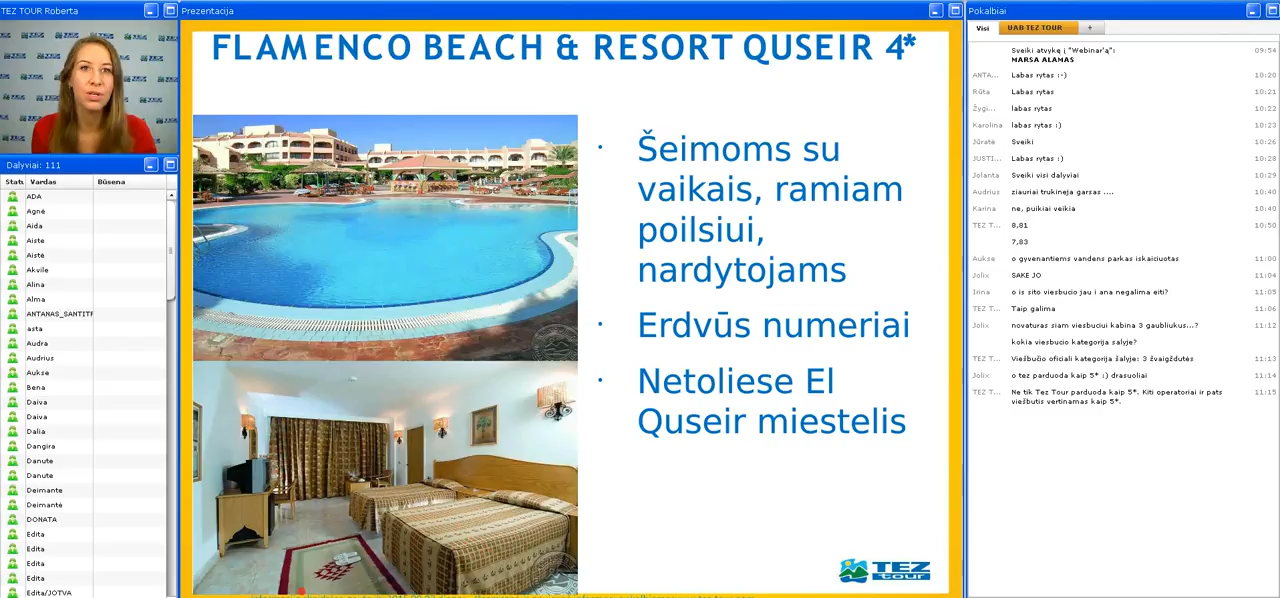 TEZ TOUR Roberta
Dalyviai: 111
Vardas
Būsena
ADA
Agnė
Aida
Aiste
Aistė
Akvile
Alina
Alma
ANTANAS_SANTITR
asta
Audra
Audrius
Aukse
Bena
Daiva
Daiva
Dalia
Dangira
Danute
Danute
Deimante
Deimantė
DONATA
Edita
Edita
Edita
Edita
Edita/JOTVA
Prezentacija
FLAMENCO BEACH & RESORT QUSEIR 4*
· Šeimoms su
vaikais, ramiam
poilsiui,
nardytojams
· Erdvūs numeriai
· Netoliese El
Quseir miestelis
TEZ
tour
Pokalbiai
Visi
UAB TEZ TOUR
+
Sveiki atvykę į "Webinar'ą": 09:54
MARSA ALAMAS
ANTA... Labas rytas :-) 10:20
Rūta Labas rytas 10:21
Žygi... labas rytas 10:22
Karolina labas rytas :) 10:23
Jūratė Sveiki 10:26
JUSTI... Labas rytas :) 10:28
Jolanta Sveiki visi dalyviai 10:29
Audrius ziauriai trukineja garsas .... 10:40
Karina ne, puikiai veikia 10:40
TEZ T... 8,81 10:50
7,83
Aukse o gyvenantiems vandens parkas iskaiciuotas 11:00
Jolix SAKE JO 11:04
Irina o is sito viesbucio jau i ana negalima eiti? 11:05
TEZ T... Taip galima 11:06
Jolix novaturas siam viesbuciui kabina 3 gaubliukus...? 11:12
kokia viesbucio kategorija salyje?
TEZ T... Viešbučio oficiali kategorija šalyje: 3 žvaigždutės 11:13
Jolix o tez parduoda kaip 5* :) drasuoliai 11:14
TEZ T... Ne tik Tez Tour parduoda kaip 5*. Kiti operatoriai ir pats 11:15
viešbutis vertinamas kaip 5*.